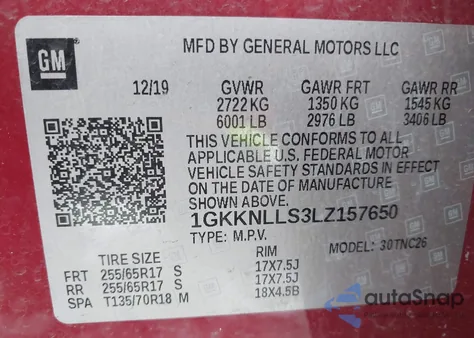 GM
MFD BY GENERAL MOTORS LLC
12/19 GVWR GAWR FRT GAWR RR
2722 KG 1350 KG 1545 KG
6001 LB 2976 LB 3406 LB
THIS VEHICLE CONFORMS TO ALL
APPLICABLE U.S. FEDERAL MOTOR
VEHICLE SAFETY STANDARDS IN EFFECT
ON THE DATE OF MANUFACTURE
SHOWN ABOVE.
1GKKNLLS3LZ157650
TYPE: M.P.V. MODEL: 30TNC26
TIRE SIZE RIM
FRT 255/65R17 S 17X7.5J
RR 255/65R17 S 17X7.5J
SPA T135/70R18 M 18X4.5B
autoSnap